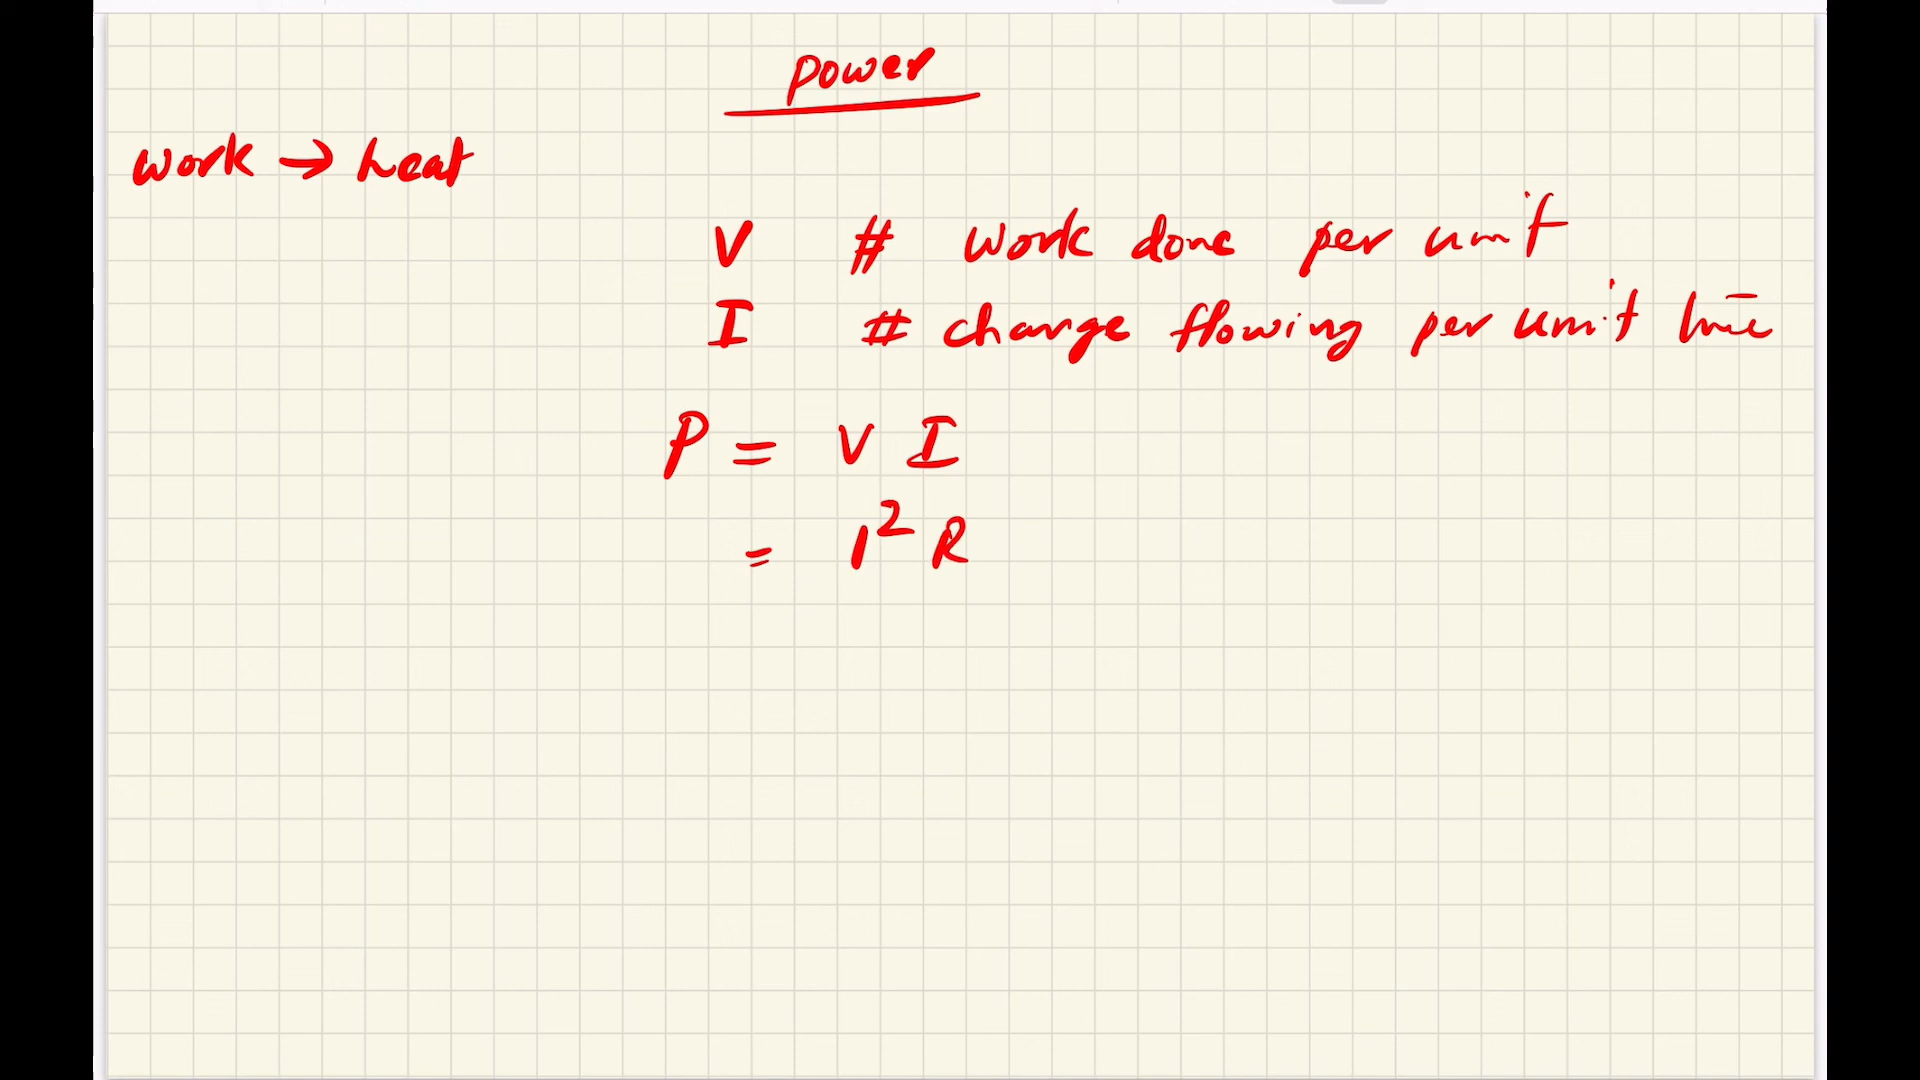 Power
work → heat
V # work done per unit
I # charge flowing per unit time
P = V I
= I² R